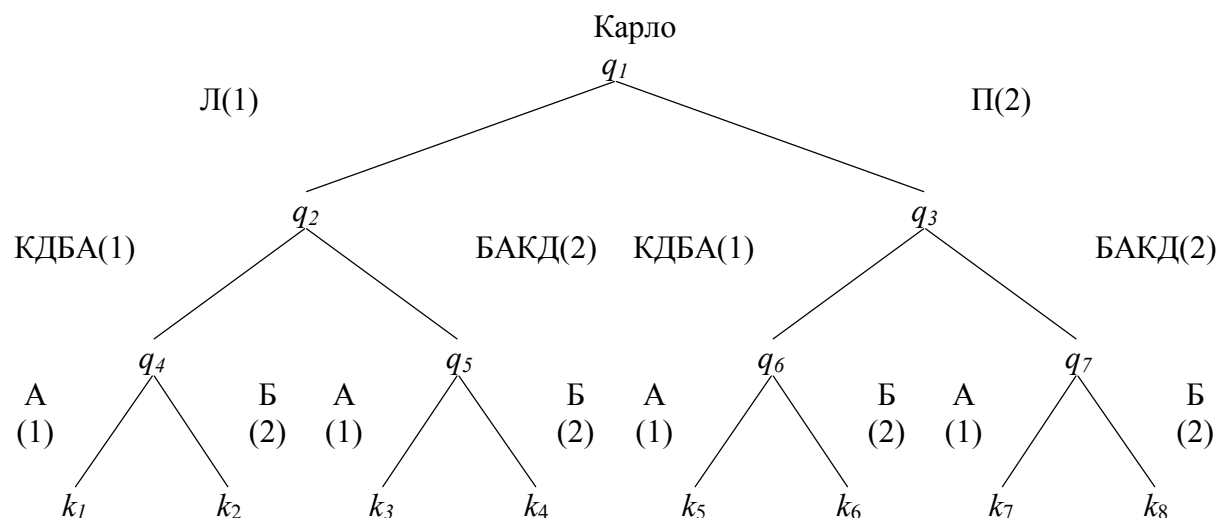 Карло
q1
Л(1) П(2)
q2 q3
КДБА(1) БАКД(2) КДБА(1) БАКД(2)
q4 q5 q6 q7
А Б А Б А Б А Б
(1) (2) (1) (2) (1) (2) (1) (2)
k1 k2 k3 k4 k5 k6 k7 k8